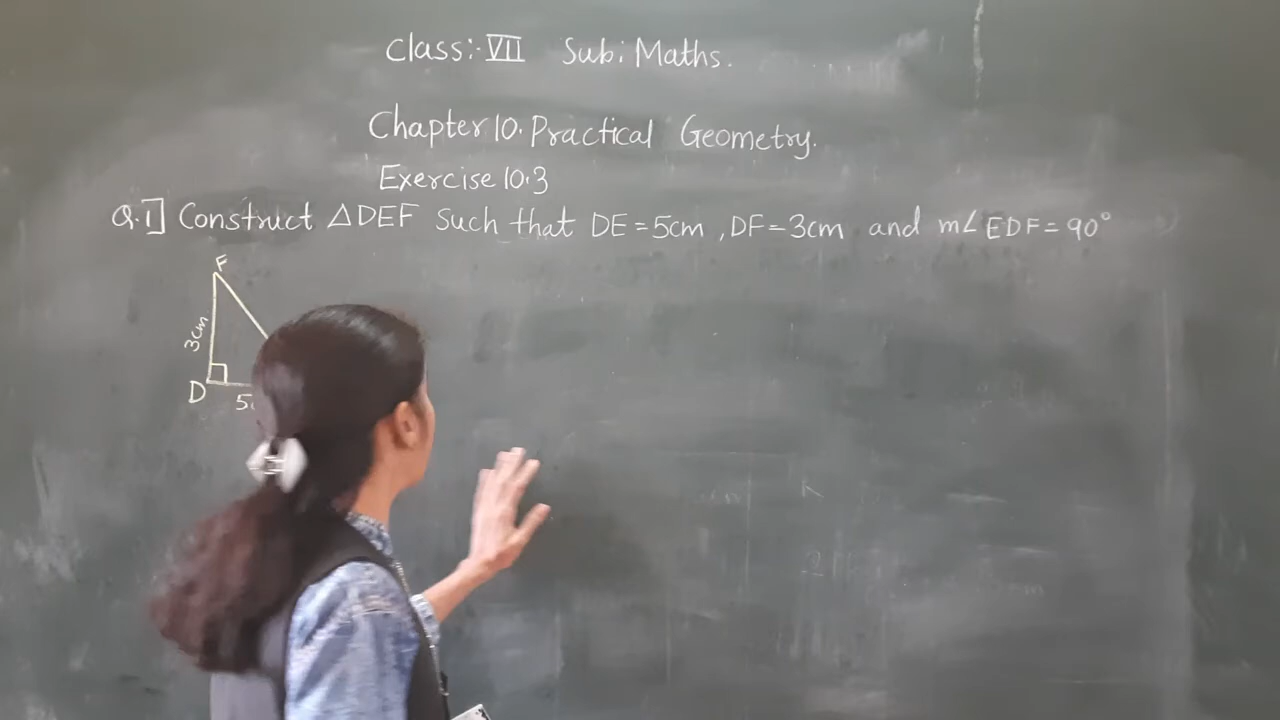 Class:- VII Sub: Maths.
Chapter 10. Practical Geometry.
Exercise 10.3
Q.1] Construct △DEF such that DE=5cm, DF=3cm and m∠EDF=90°
F
3cm
D
5